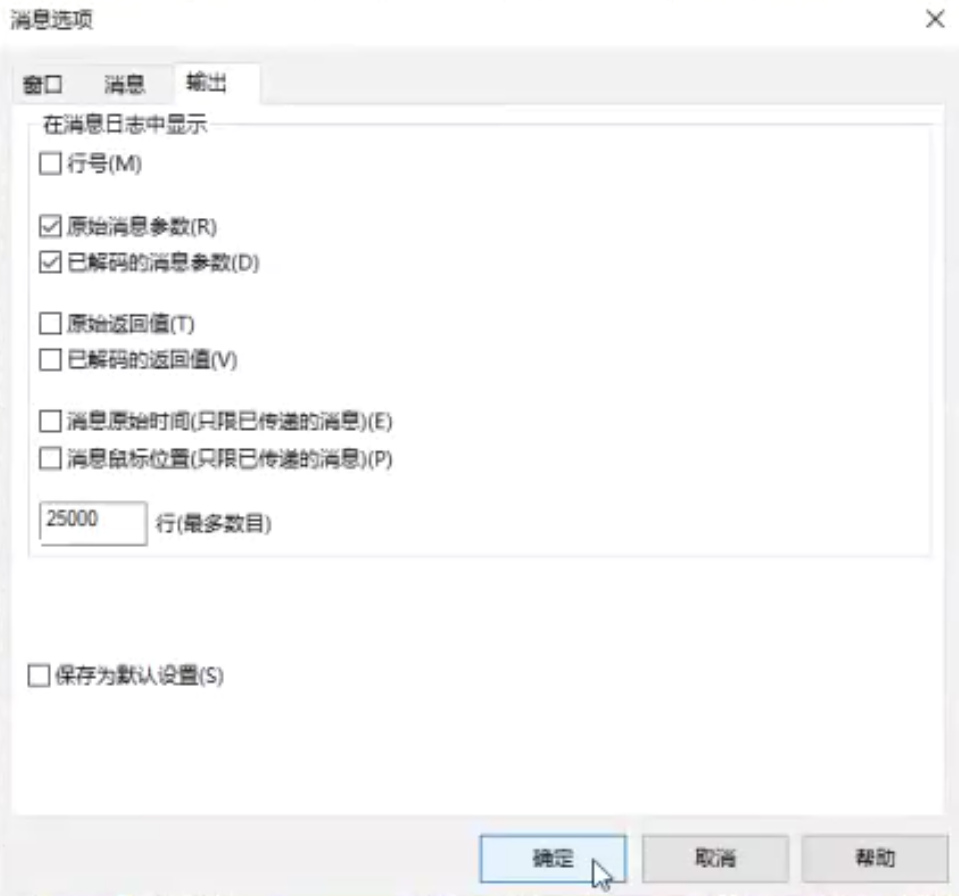 消息选项
窗口 消息 输出
在消息日志中显示
行号(M)
原始消息参数(R)
已解码的消息参数(D)
原始返回值(T)
已解码的返回值(V)
消息原始时间(只限已传递的消息)(E)
消息鼠标位置(只限已传递的消息)(P)
25000 行(最多数目)
保存为默认设置(S)
确定 取消 帮助